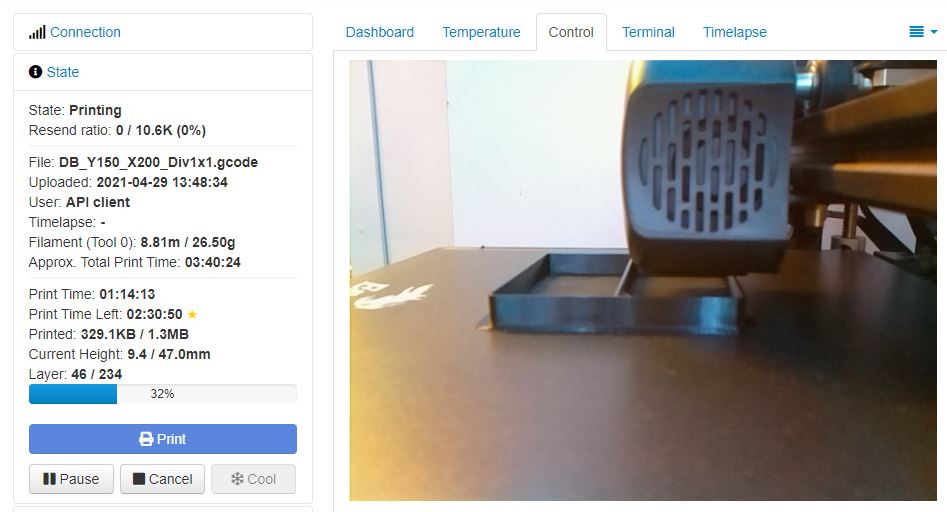 Connection
Dashboard Temperature Control Terminal Timelapse
State
State: Printing
Resend ratio: 0 / 10.6K (0%)
File: DB_Y150_X200_Div1x1.gcode
Uploaded: 2021-04-29 13:48:34
User: API client
Timelapse: -
Filament (Tool 0): 8.81m / 26.50g
Approx. Total Print Time: 03:40:24
Print Time: 01:14:13
Print Time Left: 02:30:50
Printed: 329.1KB / 1.3MB
Current Height: 9.4 / 47.0mm
Layer: 46 / 234
32%
Print
Pause Cancel Cool